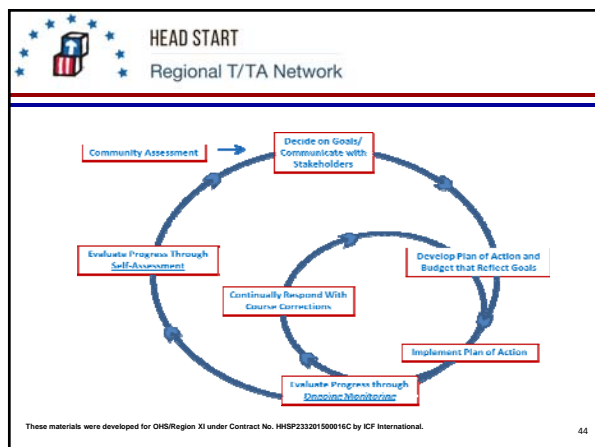 HEAD START
Regional T/TA Network
Community Assessment
Decide on Goals/
Communicate with
Stakeholders
Evaluate Progress Through
Self-Assessment
Develop Plan of Action and
Budget that Reflect Goals
Continually Respond With
Course Corrections
Implement Plan of Action
Evaluate Progress through
Ongoing Monitoring
These materials were developed for OHS/Region XI under Contract No. HHSP233201500016C by ICF International.
44